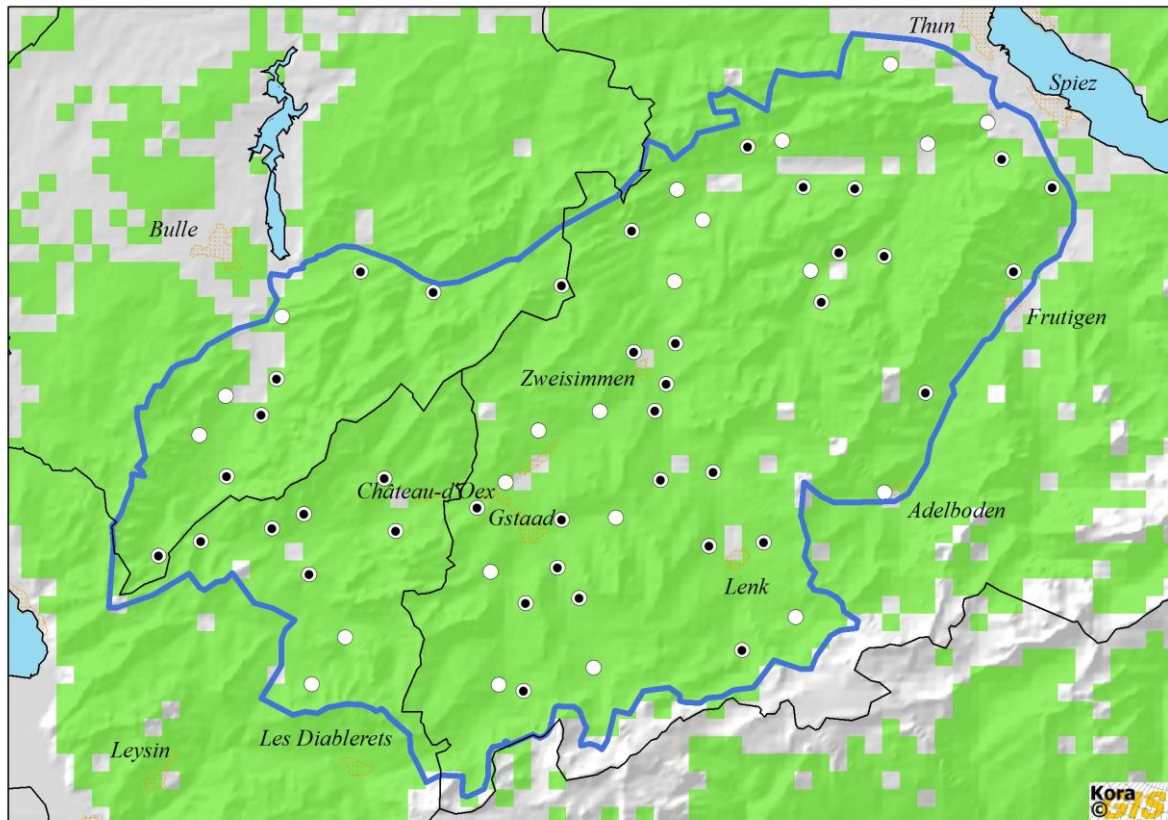 Thun
Spiez
Bulle
Frutigen
Zweisimmen
Château-d'Oex
Gstaad
Adelboden
Lenk
Les Diablerets
Leysin
Kora
© GIS